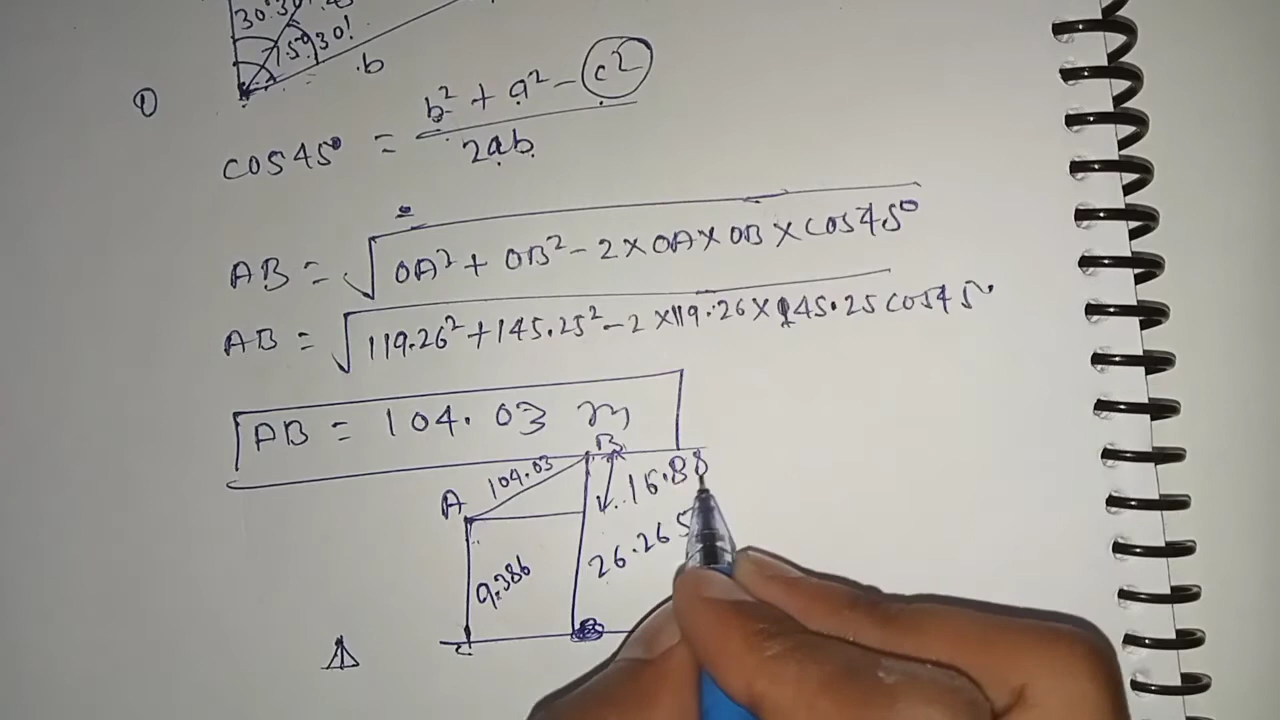 30°30!
75°30!
b
①
cos45° = b² + a² - c² / 2ab
AB = √OA² + OB² - 2 × OA × OB × cos45°
AB = √119.26² + 145.25² - 2 × 119.26 × 145.25 cos45°
AB = 104.03 m
B
A 104.03 16.88
9.386 26.265
C